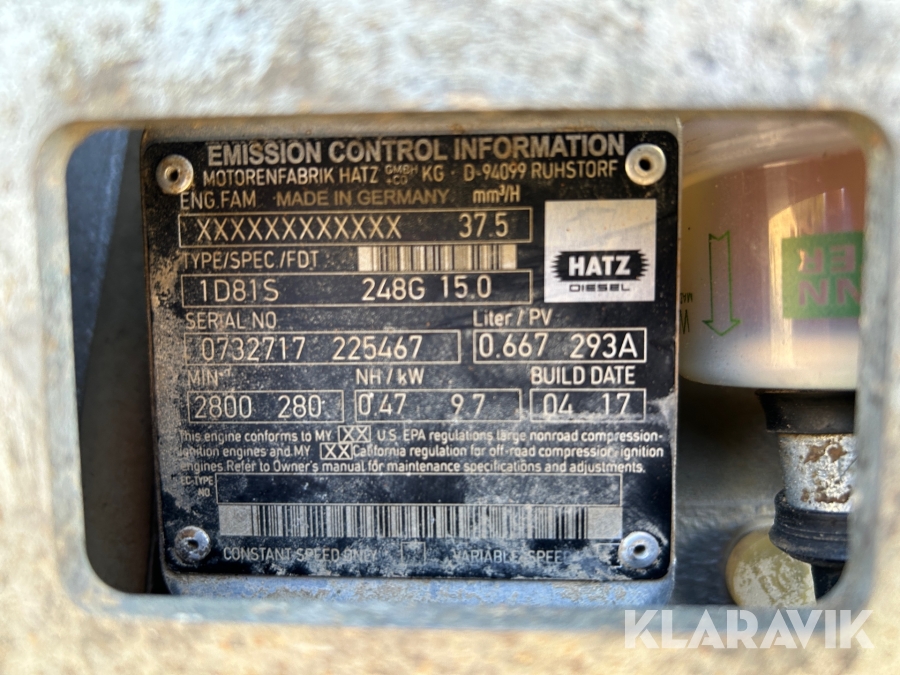 EMISSION CONTROL INFORMATION
MOTORENFABRIK HATZ GMBH +CO KG · D-94099 RUHSTORF
ENG.FAM MADE IN GERMANY mm³/H
XXXXXXXXXXXX 37.5
TYPE/SPEC /FDT
1D81S 248G 15.0
HATZ
DIESEL
SERIAL NO. Liter/PV
0732717 225467 0.667 293A
MIN⁻¹ NH/kW BUILD DATE
2800 280 0.47 9.7 04 17
This engine conforms to MY XX U.S. EPA regulations large nonroad compression-
ignition engines and MY XX California regulation for off-road compression-ignition
engines. Refer to Owner's manual for maintenance specifications and adjustments.
EC-TYPE
NO.
CONSTANT SPEED ONLY VARIABLE SPEED
KLARAVIK